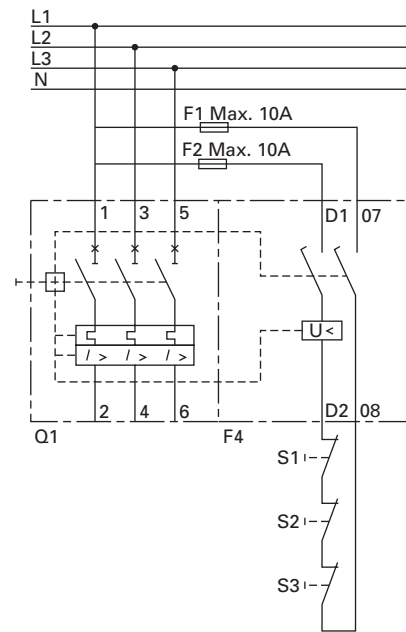 L1
L2
L3
N
F1 Max. 10A
F2 Max. 10A
1 3 5 D1 07
U<
I > I > I >
2 4 6 D2 08
Q1 F4
S1
S2
S3